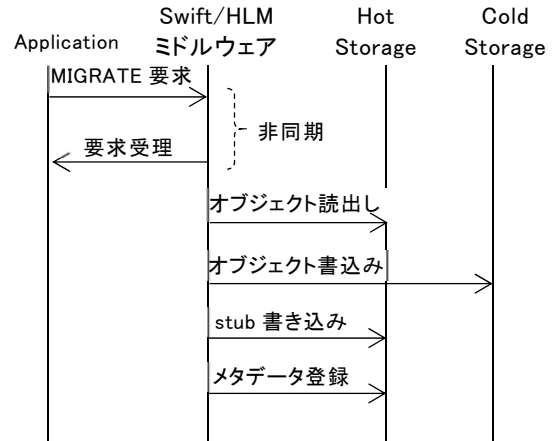 Application
Swift/HLM
ミドルウェア
Hot
Storage
Cold
Storage
MIGRATE 要求
非同期
要求受理
オブジェクト読出し
オブジェクト書込み
stub 書き込み
メタデータ登録